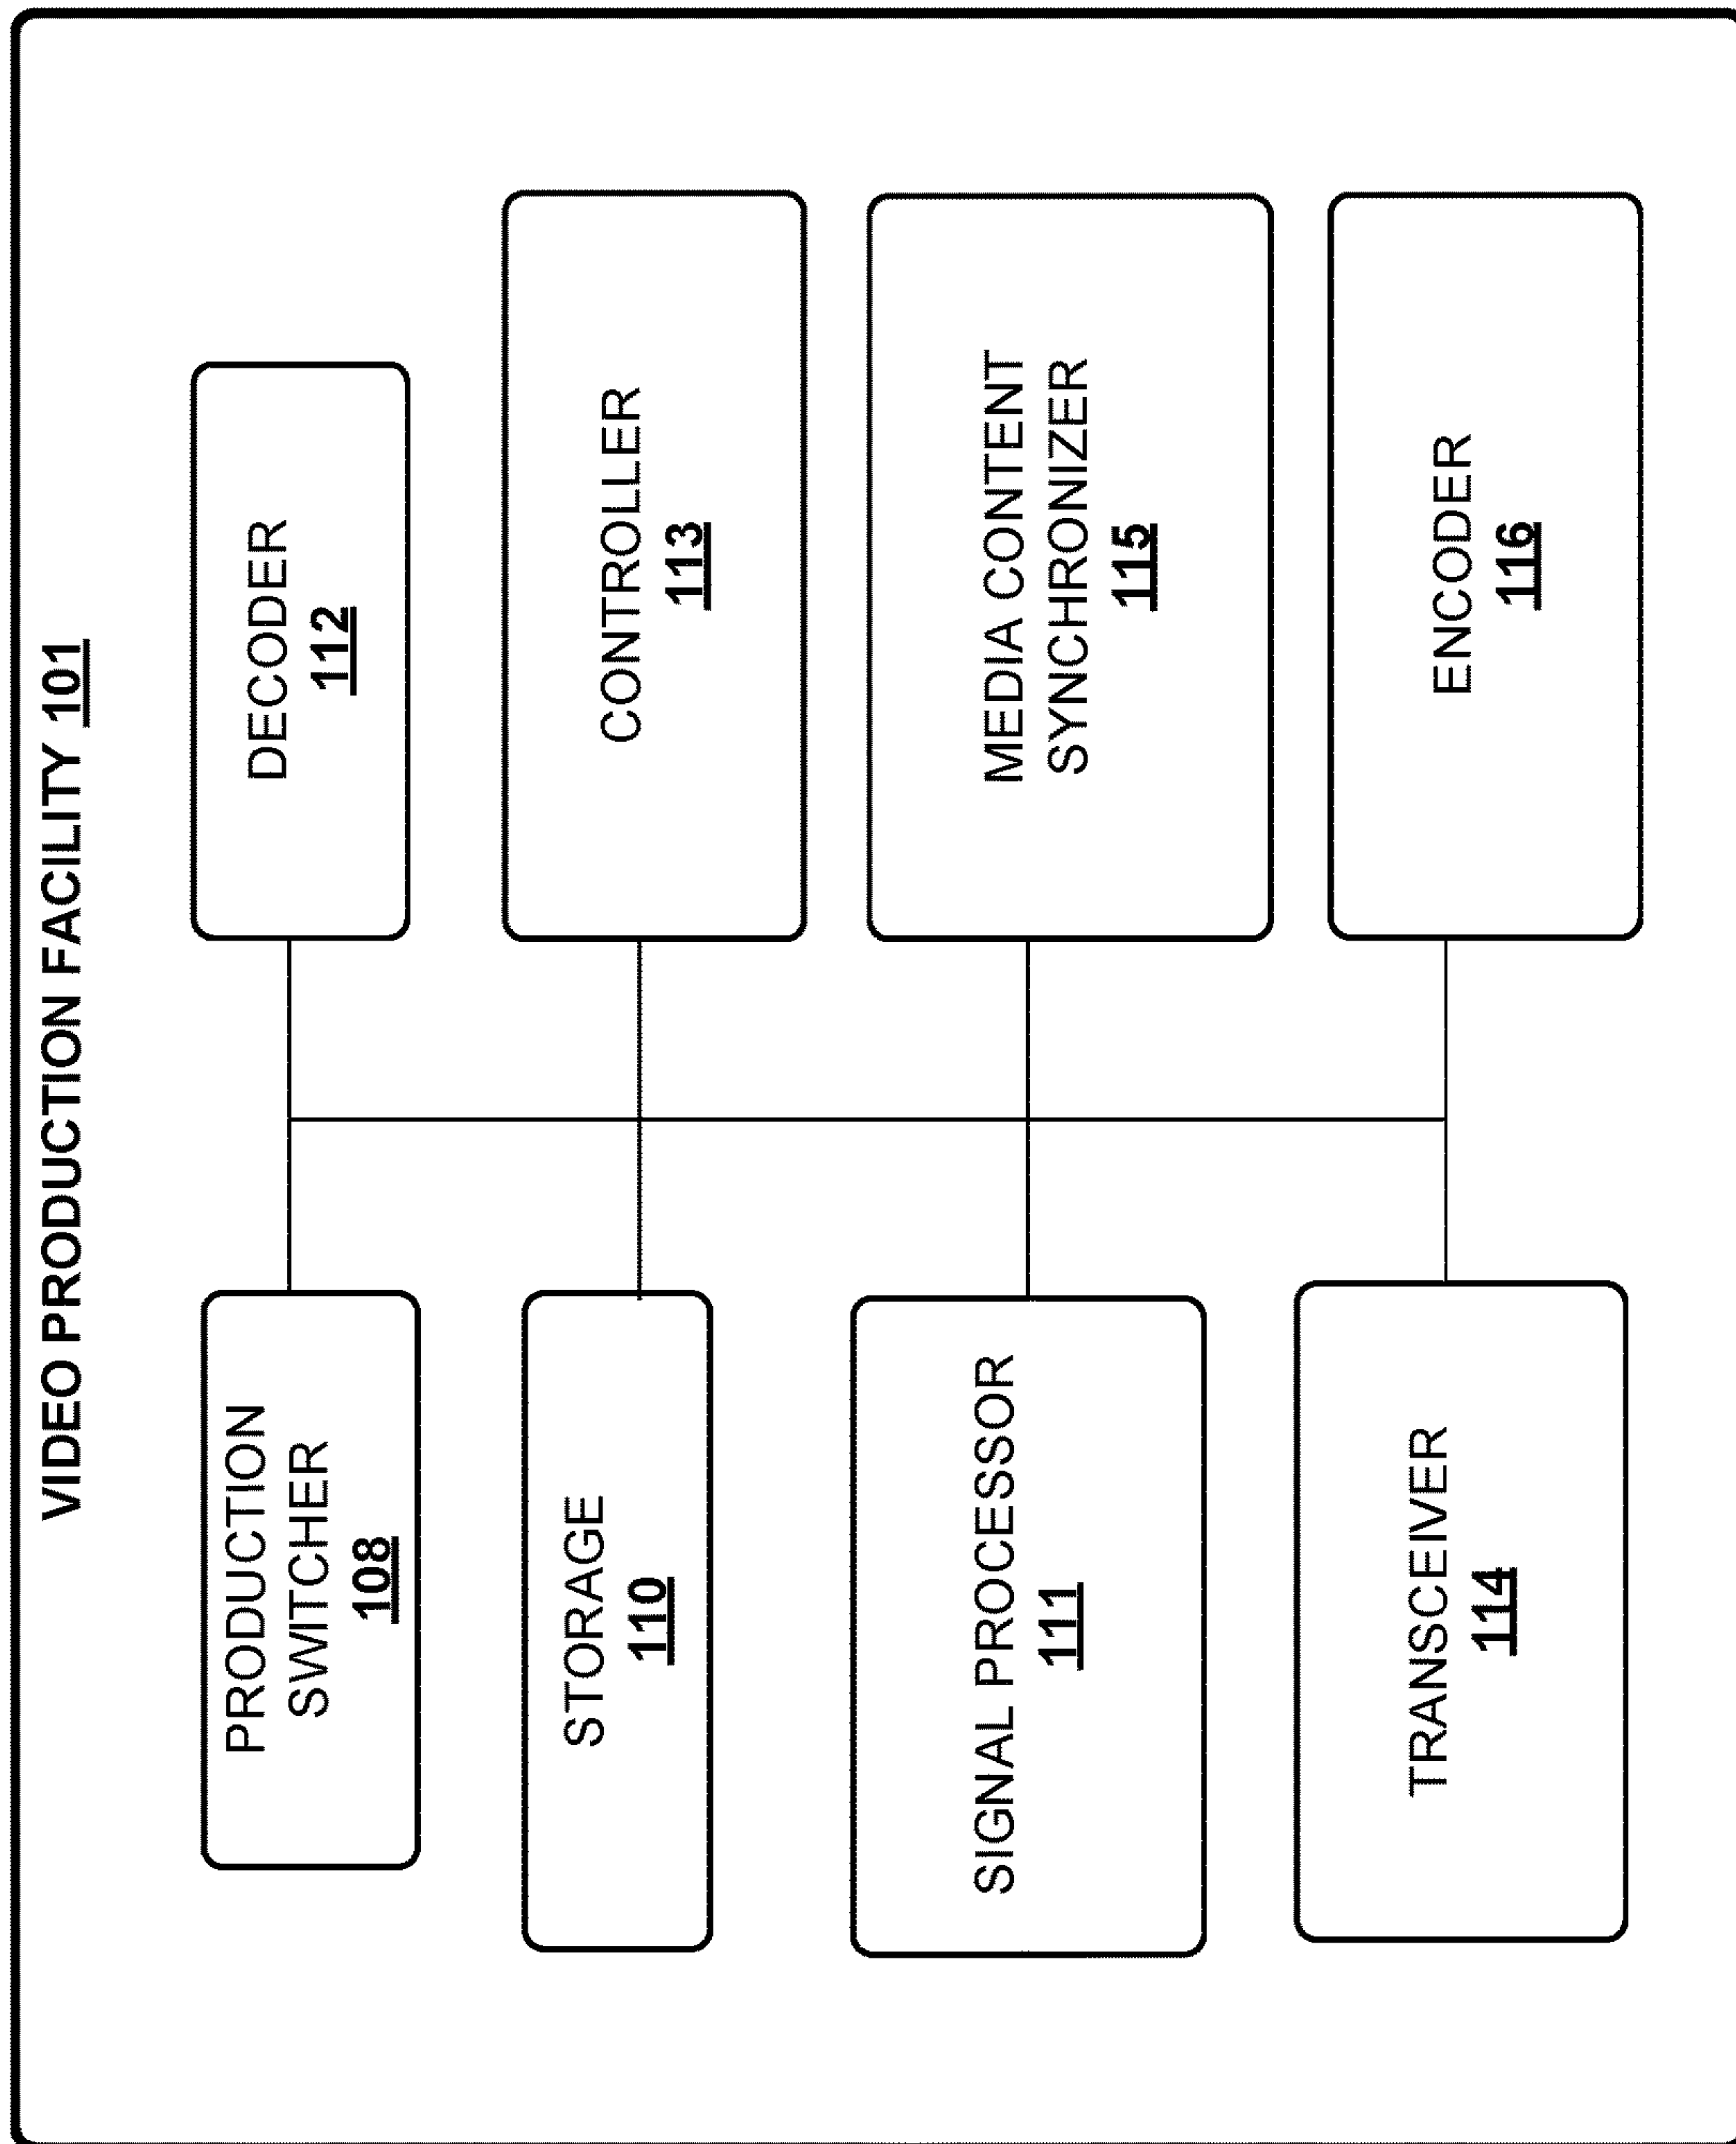 VIDEO PRODUCTION FACILITY 101
PRODUCTION
SWITCHER
108
DECODER
112
STORAGE
110
CONTROLLER
113
SIGNAL PROCESSOR
111
MEDIA CONTENT
SYNCHRONIZER
115
TRANSCEIVER
114
ENCODER
116